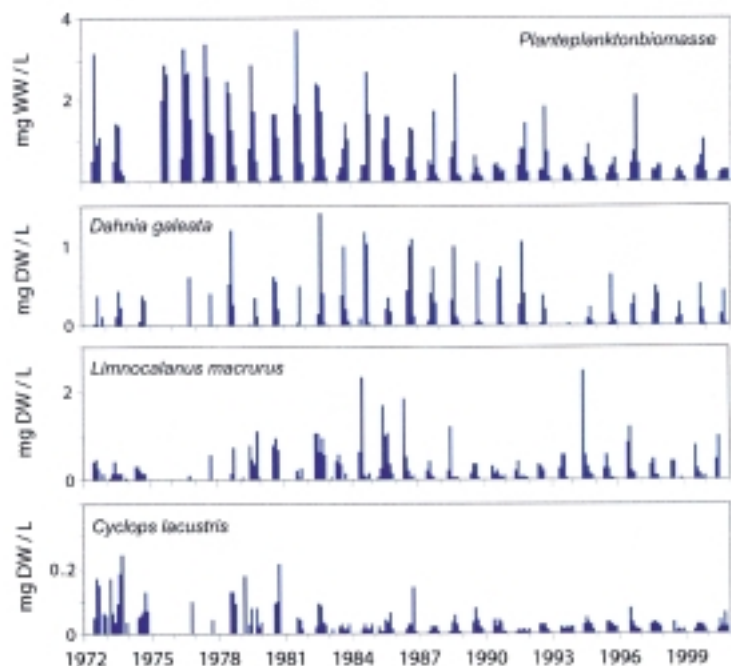 4
Planteplanktonbiomasse
mg WW / L
2
Dahnia galeata
mg DW / L
1
0
Limnocalanus macrurus
mg DW / L
2
0
Cyclops lacustris
mg DW / L
0.2
0
1972 1975 1978 1981 1984 1987 1990 1993 1996 1999